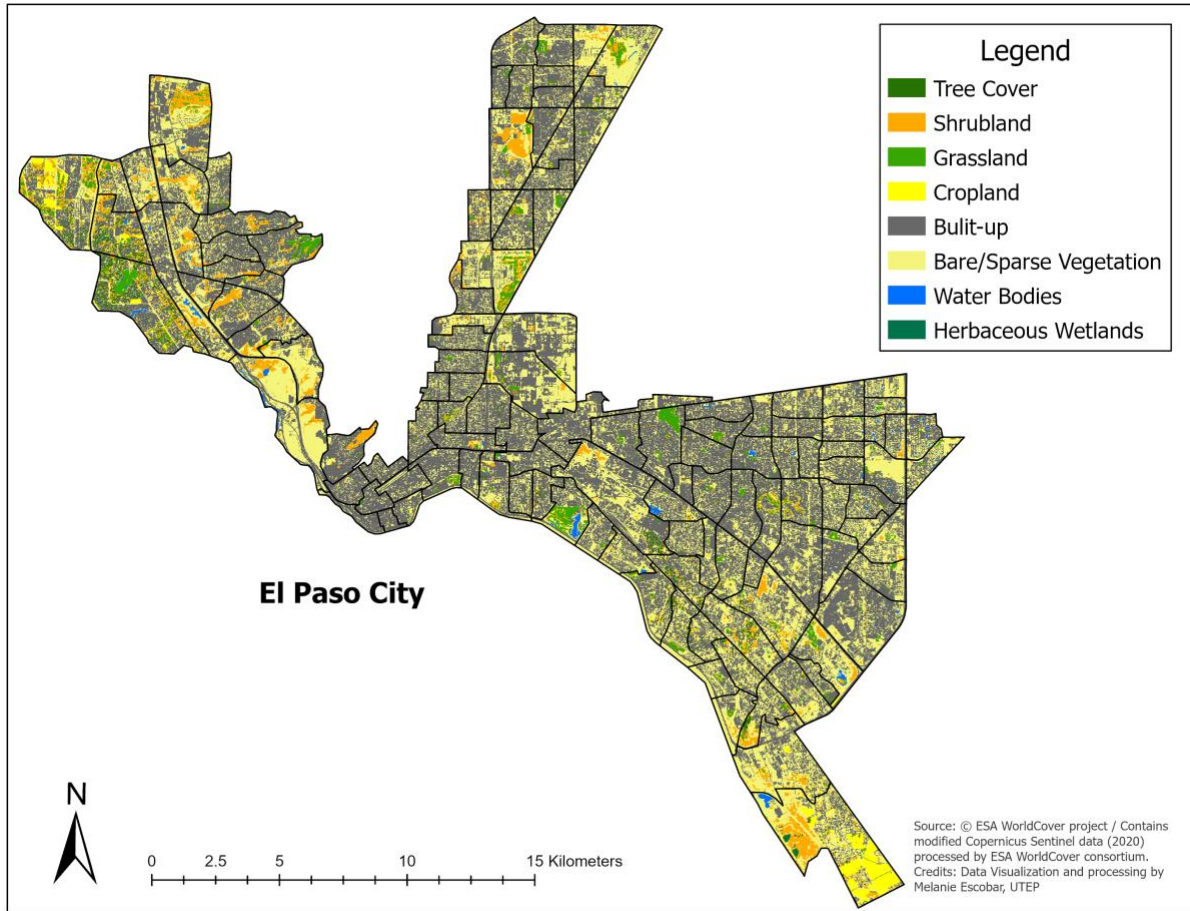 Legend
Tree Cover
Shrubland
Grassland
Cropland
Bulit-up
Bare/Sparse Vegetation
Water Bodies
Herbaceous Wetlands
El Paso City
N
0 2.5 5 10 15 Kilometers
Source: © ESA WorldCover project / Contains
modified Copernicus Sentinel data (2020)
processed by ESA WorldCover consortium.
Credits: Data Visualization and processing by
Melanie Escobar, UTEP